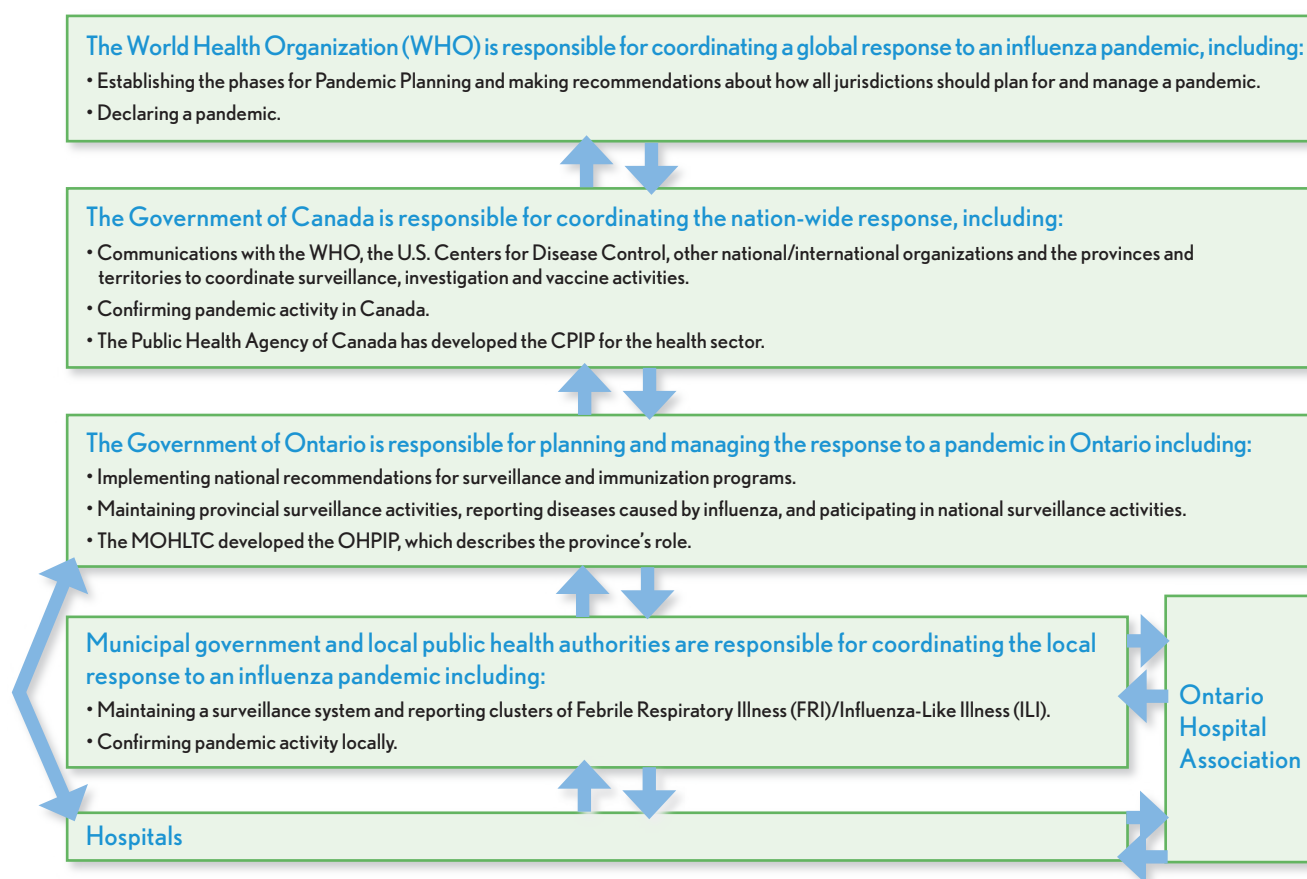 The World Health Organization (WHO) is responsible for coordinating a global response to an influenza pandemic, including:
• Establishing the phases for Pandemic Planning and making recommendations about how all jurisdictions should plan for and manage a pandemic.
• Declaring a pandemic.
The Government of Canada is responsible for coordinating the nation-wide response, including:
• Communications with the WHO, the U.S. Centers for Disease Control, other national/international organizations and the provinces and
territories to coordinate surveillance, investigation and vaccine activities.
• Confirming pandemic activity in Canada.
• The Public Health Agency of Canada has developed the CPIP for the health sector.
The Government of Ontario is responsible for planning and managing the response to a pandemic in Ontario including:
• Implementing national recommendations for surveillance and immunization programs.
• Maintaining provincial surveillance activities, reporting diseases caused by influenza, and paticipating in national surveillance activities.
• The MOHLTC developed the OHPIP, which describes the province's role.
Municipal government and local public health authorities are responsible for coordinating the local
response to an influenza pandemic including:
• Maintaining a surveillance system and reporting clusters of Febrile Respiratory Illness (FRI)/Influenza-Like Illness (ILI).
• Confirming pandemic activity locally.
Ontario
Hospital
Association
Hospitals